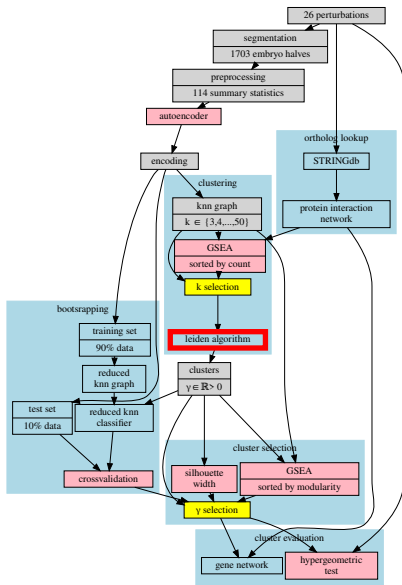 26 perturbations
segmentation
1703 embryo halves
preprocessing
114 summary statistics
autoencoder
ortholog lookup
encoding
STRINGdb
clustering
knn graph
k ∈ {3,4,...,50}
protein interaction
network
GSEA
sorted by count
k selection
bootsrapping
training set
90% data
leiden algorithm
reduced
knn graph
clusters
γ∈ℝ> 0
test set
10% data
reduced knn
classifier
cluster selection
crossvalidation
silhouette
width
GSEA
sorted by modularity
γ selection
cluster evaluation
gene network
hypergeometric
test